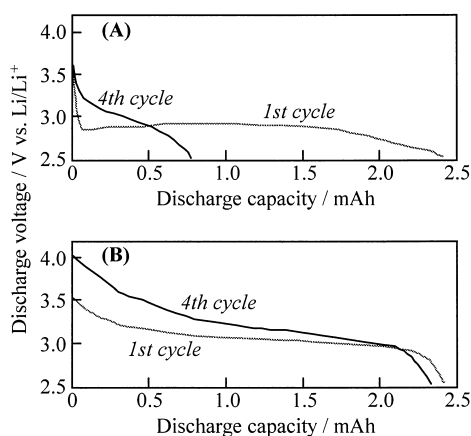 Discharge voltage / V vs. Li/Li+
(A)
4.0
3.5
3.0
2.5
4th cycle
1st cycle
0 0.5 1.0 1.5 2.0 2.5
Discharge capacity / mAh
(B)
4.0
3.5
3.0
2.5
4th cycle
1st cycle
0 0.5 1.0 1.5 2.0 2.5
Discharge capacity / mAh